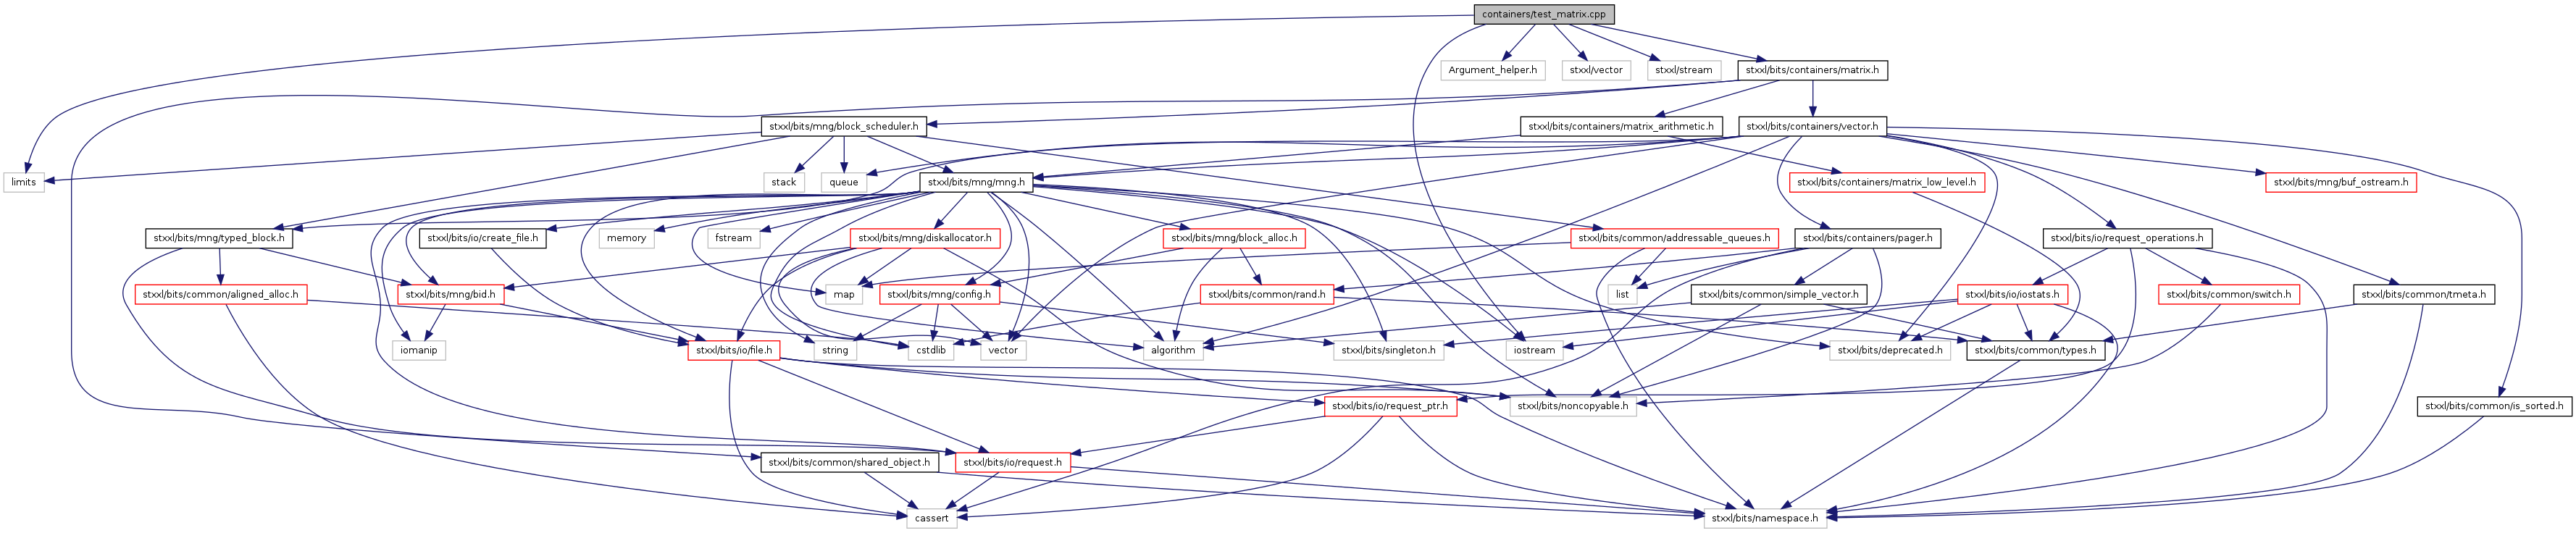 containers/test_matrix.cpp
Argument_helper.h
stxxl/vector
stxxl/stream
stxxl/bits/containers/matrix.h
stxxl/bits/mng/block_scheduler.h
stxxl/bits/containers/matrix_arithmetic.h
stxxl/bits/containers/vector.h
limits
stack
queue
stxxl/bits/mng/mng.h
stxxl/bits/containers/matrix_low_level.h
stxxl/bits/mng/buf_ostream.h
stxxl/bits/mng/typed_block.h
stxxl/bits/io/create_file.h
memory
fstream
stxxl/bits/mng/diskallocator.h
stxxl/bits/mng/block_alloc.h
stxxl/bits/common/addressable_queues.h
stxxl/bits/containers/pager.h
stxxl/bits/io/request_operations.h
stxxl/bits/common/aligned_alloc.h
stxxl/bits/mng/bid.h
map
stxxl/bits/mng/config.h
stxxl/bits/common/rand.h
list
stxxl/bits/common/simple_vector.h
stxxl/bits/io/iostats.h
stxxl/bits/common/switch.h
stxxl/bits/common/tmeta.h
iomanip
stxxl/bits/io/file.h
string
cstdlib
vector
algorithm
stxxl/bits/singleton.h
iostream
stxxl/bits/deprecated.h
stxxl/bits/common/types.h
stxxl/bits/io/request_ptr.h
stxxl/bits/noncopyable.h
stxxl/bits/common/is_sorted.h
stxxl/bits/common/shared_object.h
stxxl/bits/io/request.h
cassert
stxxl/bits/namespace.h